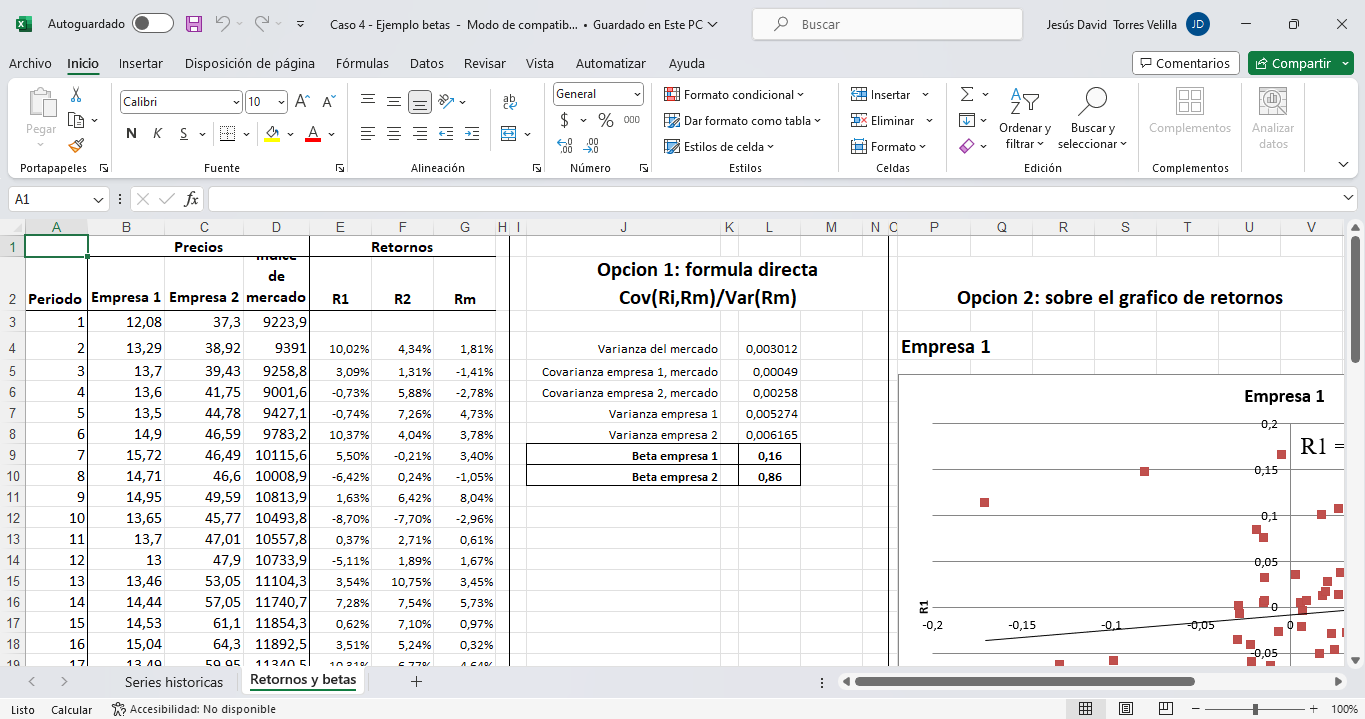 Autoguardado Caso 4 - Ejemplo betas - Modo de compatib... • Guardado en Este PC Buscar Jesús David Torres Velilla JD
Archivo Inicio Insertar Disposición de página Fórmulas Datos Revisar Vista Automatizar Ayuda Comentarios Compartir
Pegar Calibri 10 General Formato condicional Insertar
N K S Dar formato como tabla Eliminar Ordenar y filtrar Buscar y seleccionar Complementos Analizar datos
$ % 000 Estilos de celda Formato
Portapapeles Fuente Alineación Número Estilos Celdas Edición Complementos
A1 fx
A B C D E F G H I J K L M N O P Q R S T U V
1 Precios Retornos
2 Periodo Empresa 1 Empresa 2 Indice de mercado R1 R2 Rm Opcion 1: formula directa Cov(Ri,Rm)/Var(Rm) Opcion 2: sobre el grafico de retornos
3 1 12,08 37,3 9223,9
4 2 13,29 38,92 9391 10,02% 4,34% 1,81% Varianza del mercado 0,003012 Empresa 1
5 3 13,7 39,43 9258,8 3,09% 1,31% -1,41% Covarianza empresa 1, mercado 0,00049
6 4 13,6 41,75 9001,6 -0,73% 5,88% -2,78% Covarianza empresa 2, mercado 0,00258
7 5 13,5 44,78 9427,1 -0,74% 7,26% 4,73% Varianza empresa 1 0,005274
8 6 14,9 46,59 9783,2 10,37% 4,04% 3,78% Varianza empresa 2 0,006165
9 7 15,72 46,49 10115,6 5,50% -0,21% 3,40% Beta empresa 1 0,16
10 8 14,71 46,6 10008,9 -6,42% 0,24% -1,05% Beta empresa 2 0,86
11 9 14,95 49,59 10813,9 1,63% 6,42% 8,04%
12 10 13,65 45,77 10493,8 -8,70% -7,70% -2,96%
13 11 13,7 47,01 10557,8 0,37% 2,71% 0,61%
14 12 13 47,9 10733,9 -5,11% 1,89% 1,67%
15 13 13,46 53,05 11104,3 3,54% 10,75% 3,45%
16 14 14,44 57,05 11740,7 7,28% 7,54% 5,73%
17 15 14,53 61,1 11854,3 0,62% 7,10% 0,97%
18 16 15,04 64,3 11892,5 3,51% 5,24% 0,32%
19 17 13,49 59,95 11340,5
Empresa 1
0,2
R1 =
0,15
0,1
0,05
0
-0,2 -0,15 -0,1 -0,05 0
-0,05
R1
Series historicas Retornos y betas
Listo Calcular Accesibilidad: No disponible 100%